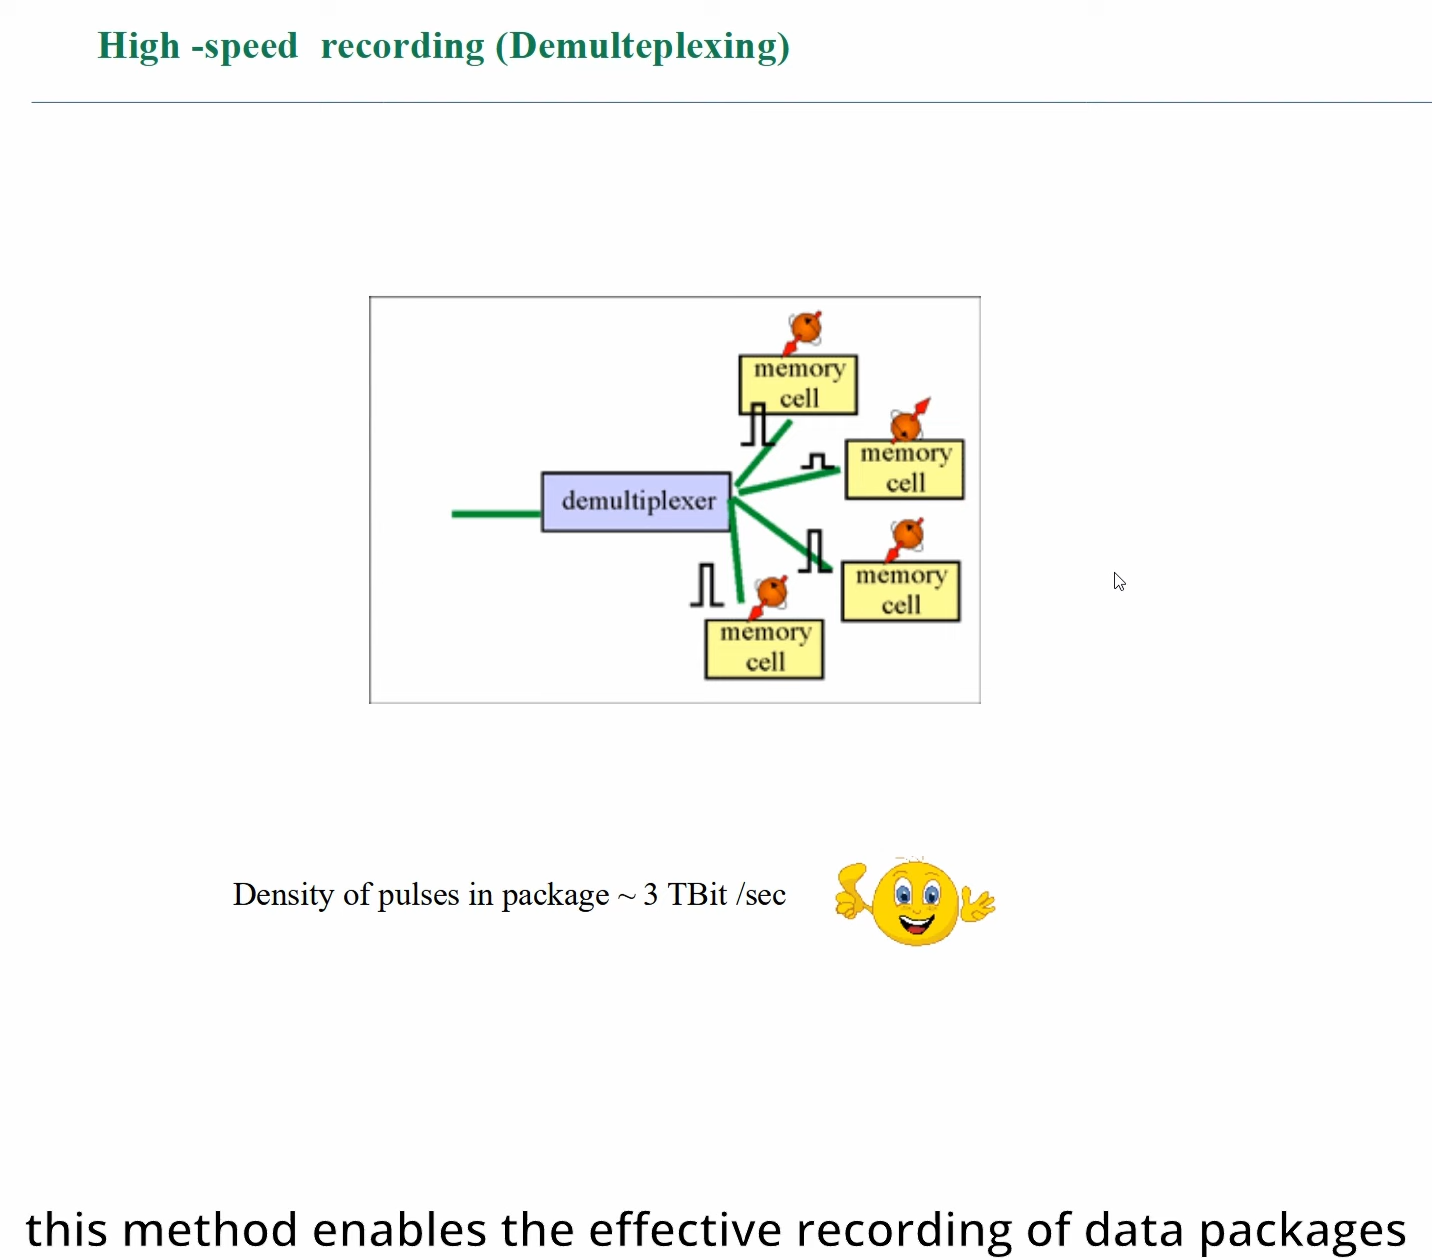 High -speed recording (Demulteplexing)
memory
cell
memory
cell
demultiplexer
memory
cell
memory
cell
Density of pulses in package ~ 3 TBit /sec
this method enables the effective recording of data packages